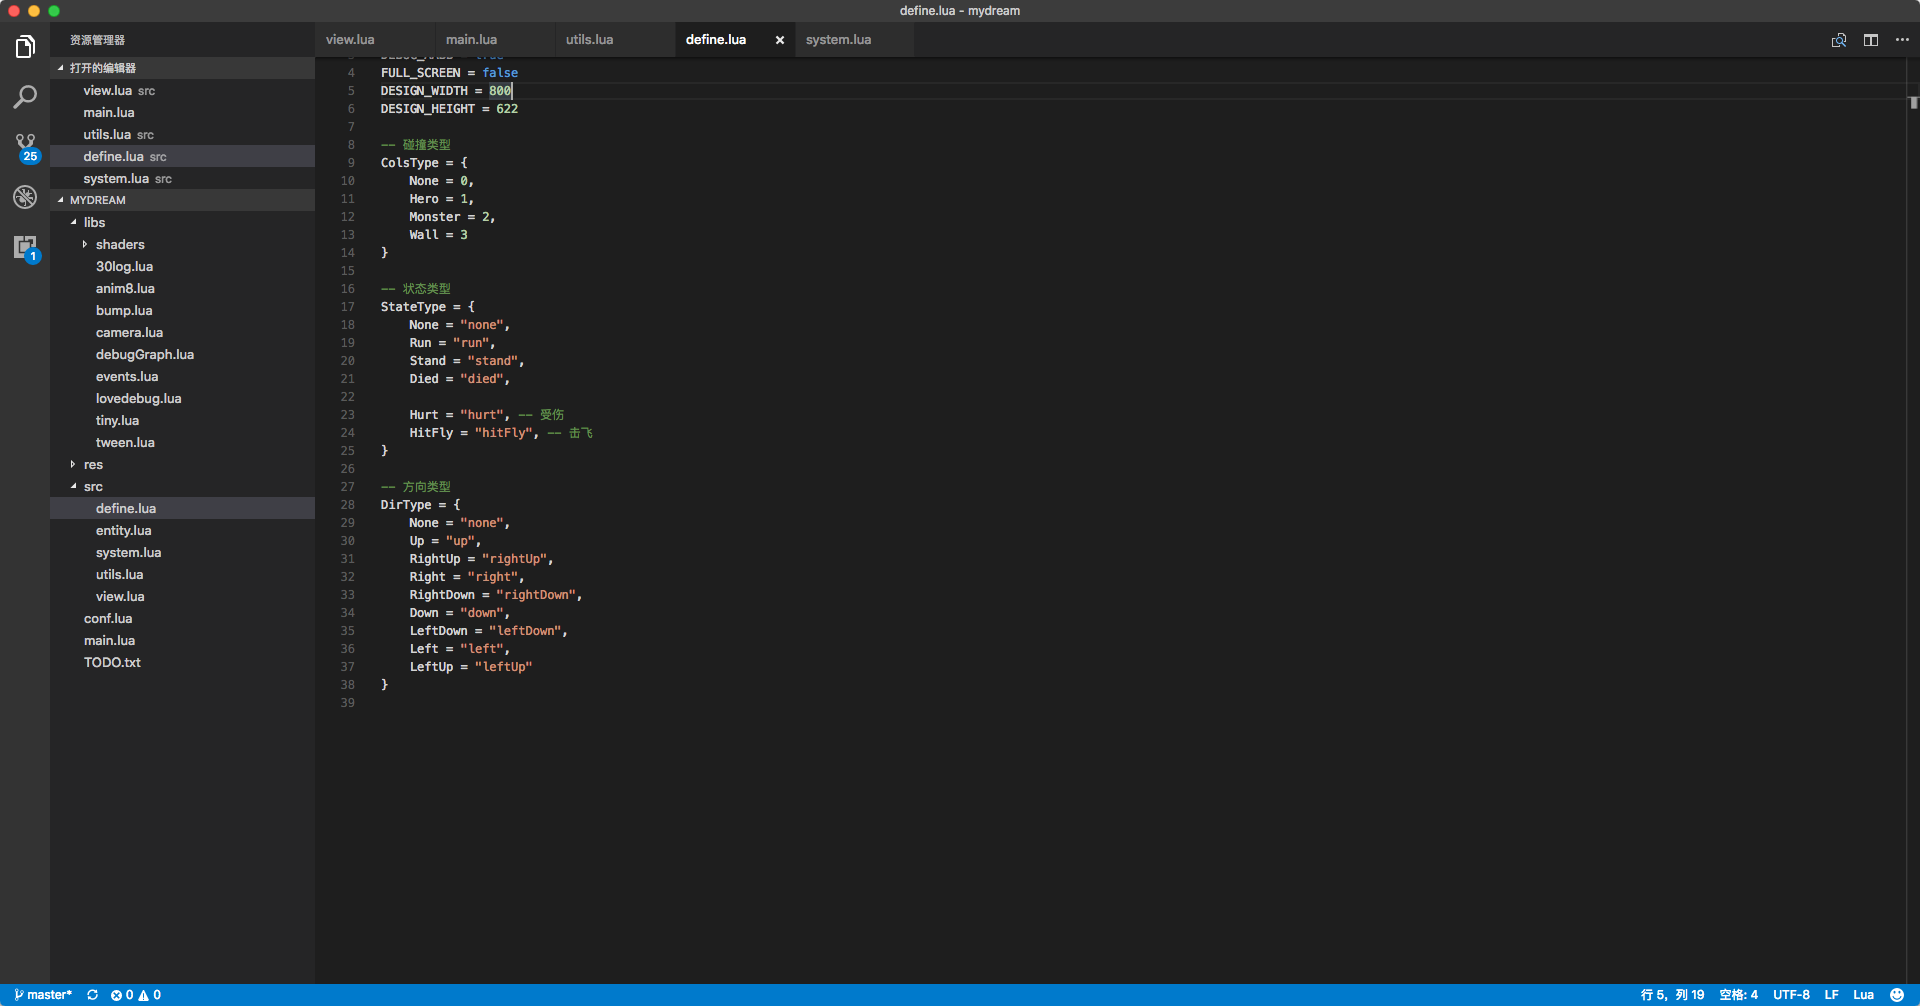 define.lua - mydream
资源管理器
打开的编辑器
view.lua src
main.lua
utils.lua src
define.lua src
system.lua src
MYDREAM
libs
shaders
30log.lua
anim8.lua
bump.lua
camera.lua
debugGraph.lua
events.lua
lovedebug.lua
tiny.lua
tween.lua
res
src
define.lua
entity.lua
system.lua
utils.lua
view.lua
conf.lua
main.lua
TODO.txt
25
1
view.lua main.lua utils.lua define.lua system.lua
4 FULL_SCREEN = false
5 DESIGN_WIDTH = 800
6 DESIGN_HEIGHT = 622
7
8 -- 碰撞类型
9 ColsType = {
10 None = 0,
11 Hero = 1,
12 Monster = 2,
13 Wall = 3
14 }
15
16 -- 状态类型
17 StateType = {
18 None = "none",
19 Run = "run",
20 Stand = "stand",
21 Died = "died",
22
23 Hurt = "hurt", -- 受伤
24 HitFly = "hitFly", -- 击飞
25 }
26
27 -- 方向类型
28 DirType = {
29 None = "none",
30 Up = "up",
31 RightUp = "rightUp",
32 Right = "right",
33 RightDown = "rightDown",
34 Down = "down",
35 LeftDown = "leftDown",
36 Left = "left",
37 LeftUp = "leftUp"
38 }
39
master* 0 0 行 5，列 19 空格: 4 UTF-8 LF Lua